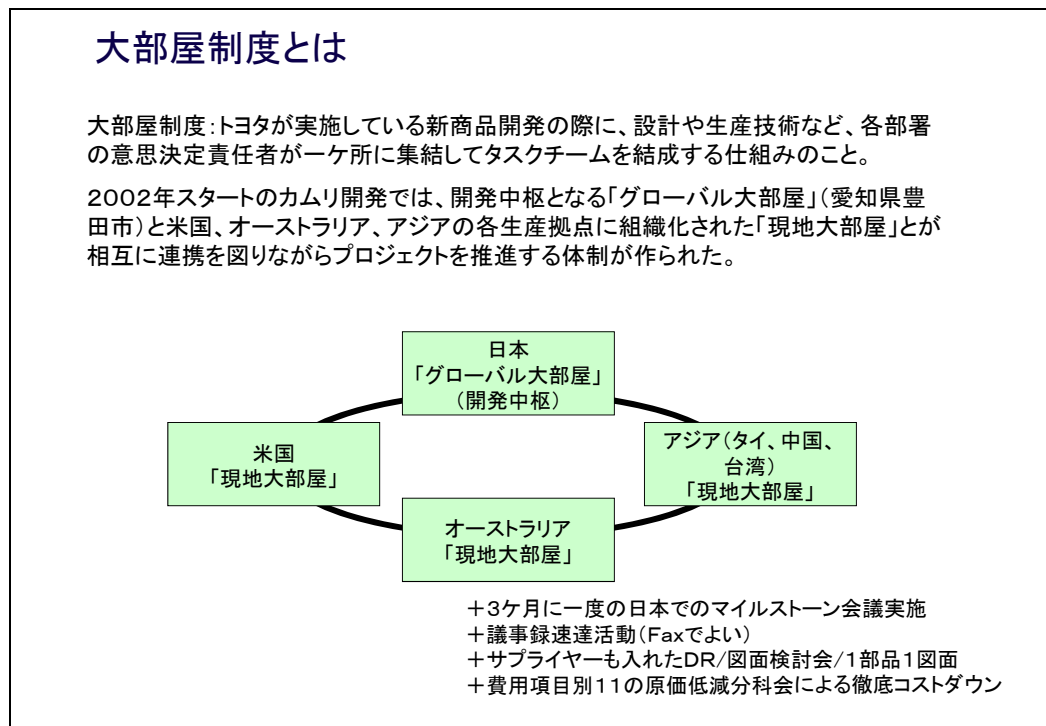 大部屋制度とは
大部屋制度：トヨタが実施している新商品開発の際に、設計や生産技術など、各部署
の意思決定責任者が一ケ所に集結してタスクチームを結成する仕組みのこと。
２００２年スタートのカムリ開発では、開発中枢となる「グローバル大部屋」（愛知県豊
田市）と米国、オーストラリア、アジアの各生産拠点に組織化された「現地大部屋」とが
相互に連携を図りながらプロジェクトを推進する体制が作られた。
日本
「グローバル大部屋」
（開発中枢）
米国
「現地大部屋」
アジア（タイ、中国、
台湾）
「現地大部屋」
オーストラリア
「現地大部屋」
＋３ケ月に一度の日本でのマイルストーン会議実施
＋議事録速達活動（Ｆａｘでよい）
＋サプライヤーも入れたＤＲ/図面検討会/１部品１図面
＋費用項目別１１の原価低減分科会による徹底コストダウン